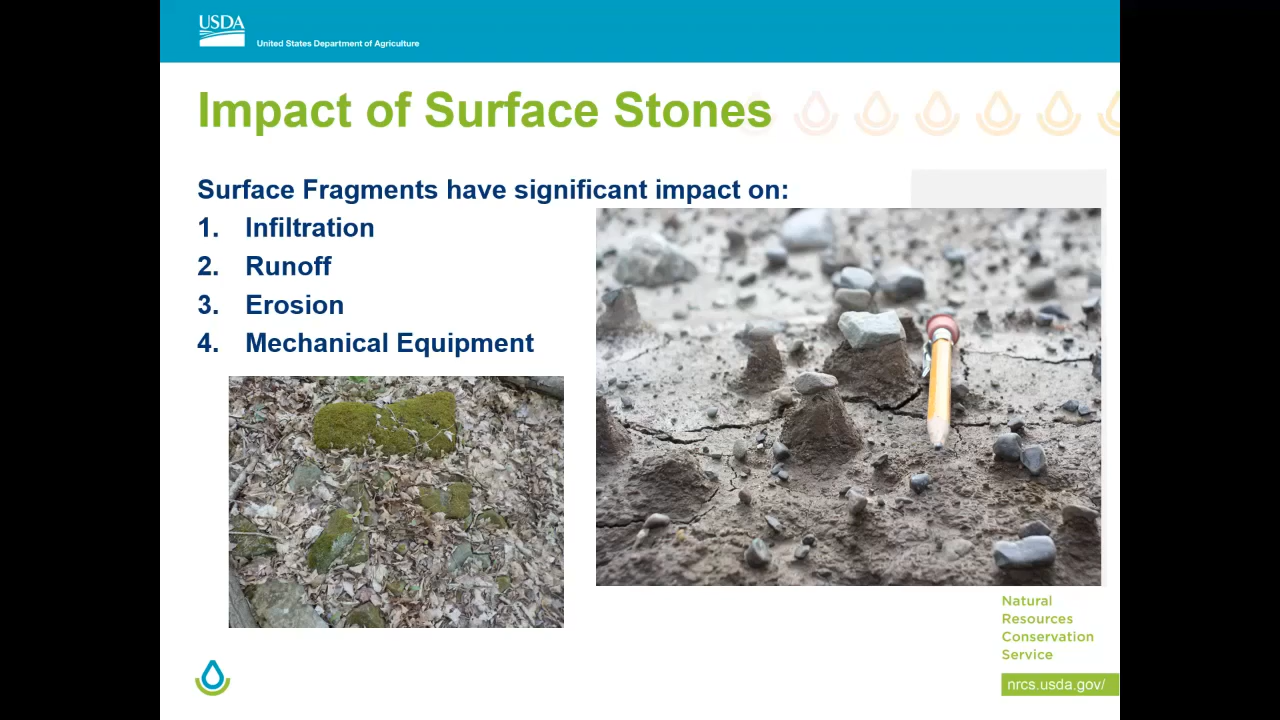 USDA
United States Department of Agriculture
Impact of Surface Stones
Surface Fragments have significant impact on:
1. Infiltration
2. Runoff
3. Erosion
4. Mechanical Equipment
Natural
Resources
Conservation
Service
nrcs.usda.gov/